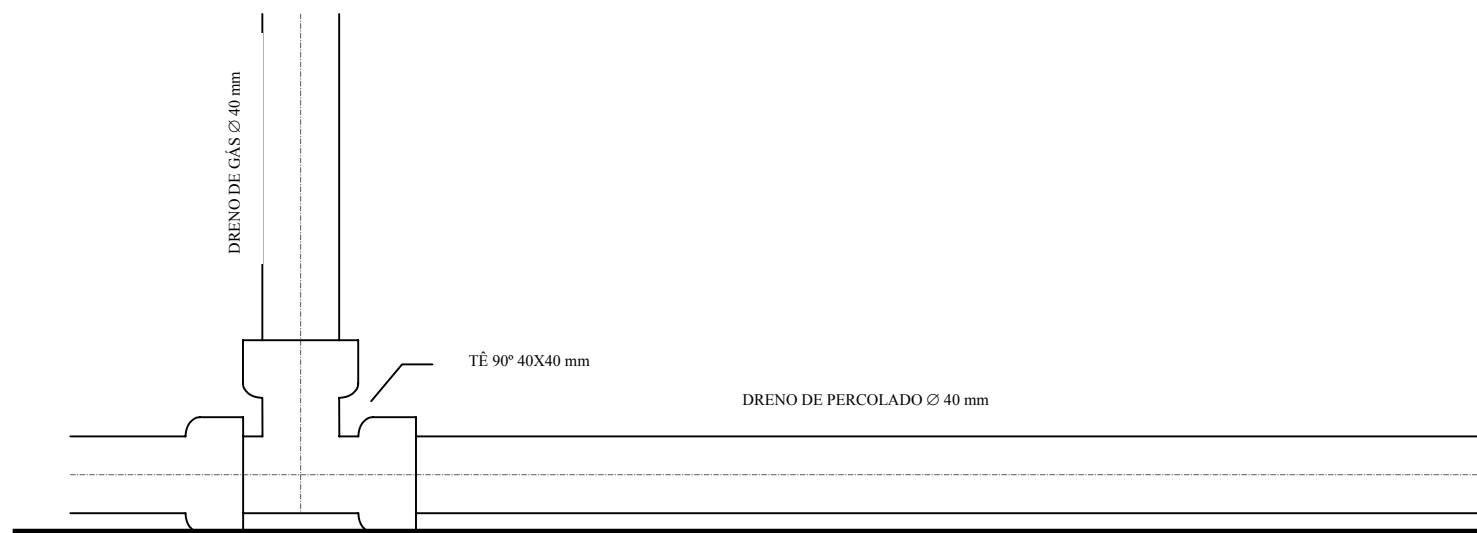 DRENO DE GÁS ∅ 40 mm
TÊ 90º 40X40 mm
DRENO DE PERCOLADO ∅ 40 mm